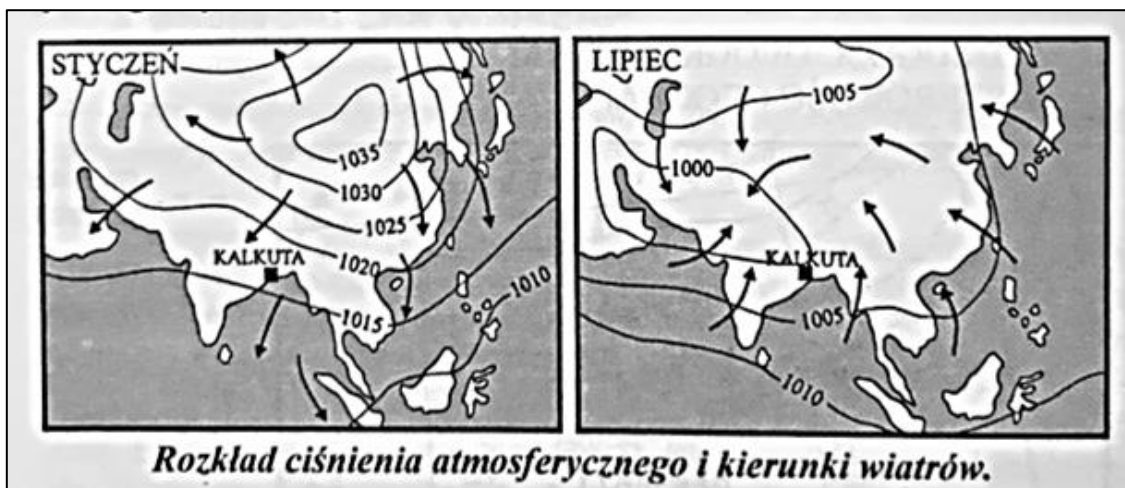 STYCZEŃ
1035
1030
1025
KALKUTA
1020
1015
1010
LIPIEC
1005
1000
KALKUTA
1005
1010
Rozkład ciśnienia atmosferycznego i kierunki wiatrów.